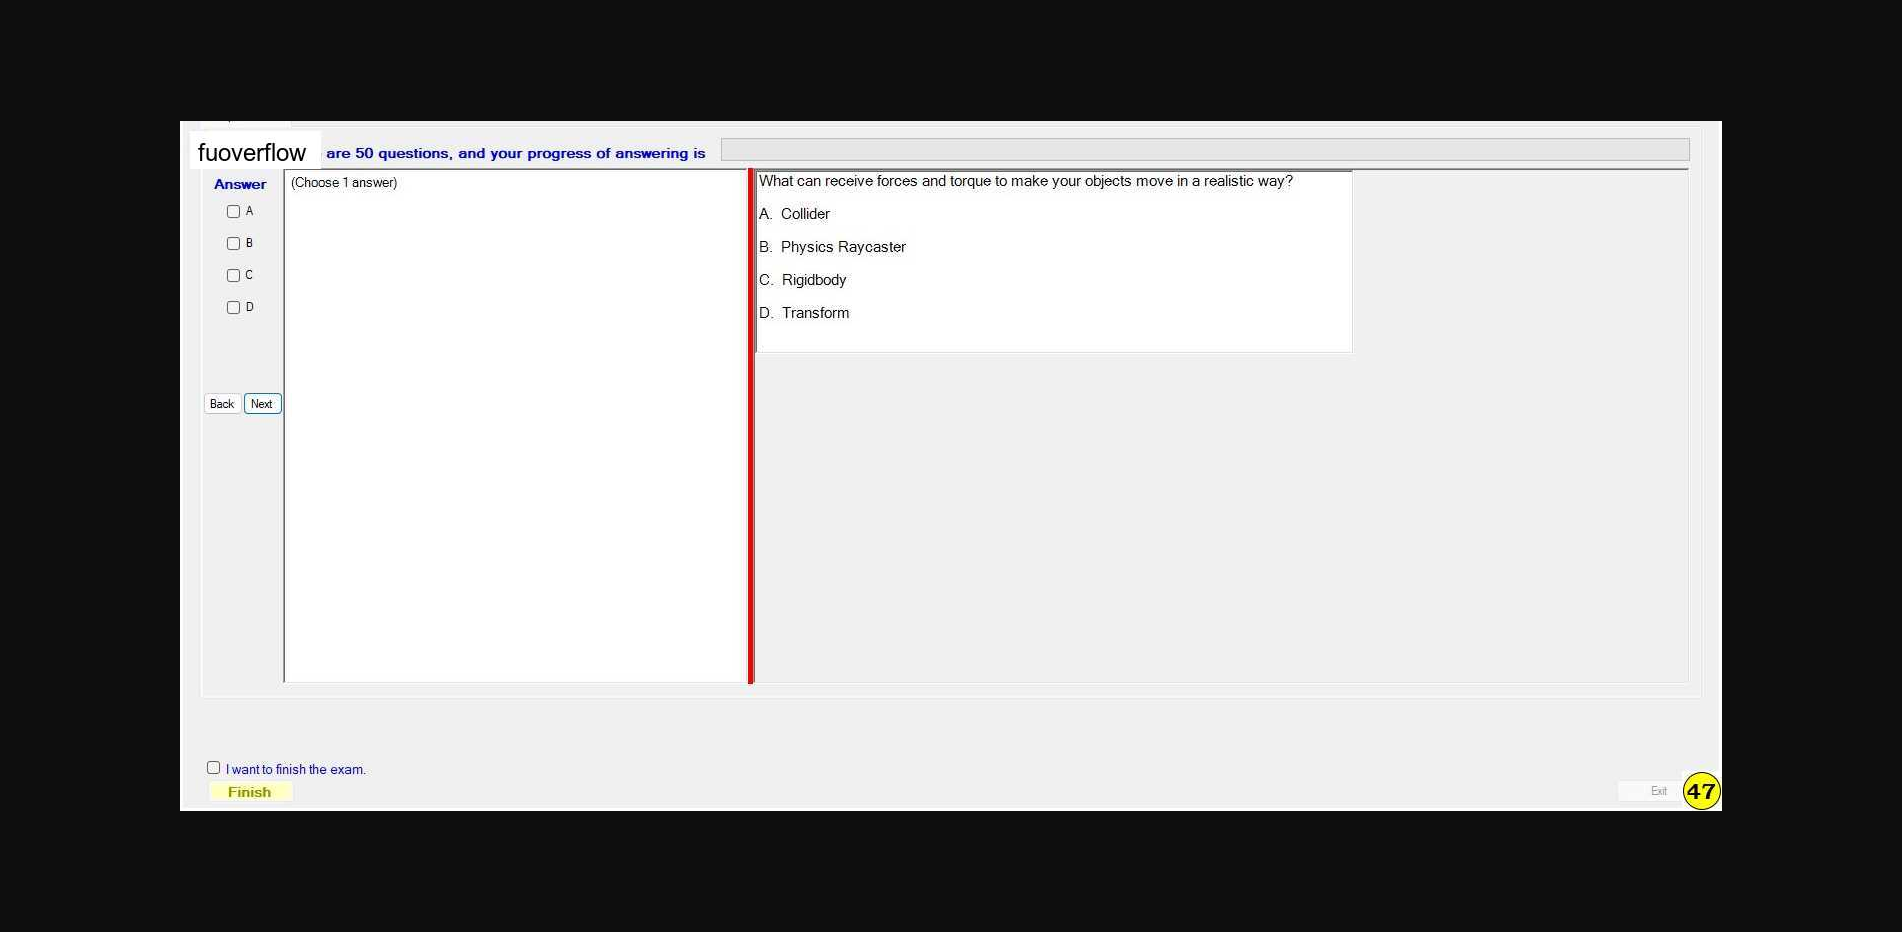 fuoverflow are 50 questions, and your progress of answering is
Answer
A
B
C
D
Back Next
(Choose 1 answer)
What can receive forces and torque to make your objects move in a realistic way?
A. Collider
B. Physics Raycaster
C. Rigidbody
D. Transform
I want to finish the exam.
Finish
Exit
47